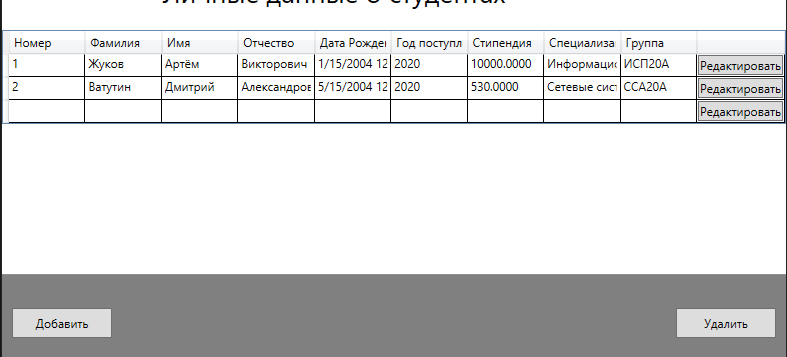 Личные данные о студентах
Номер Фамилия Имя Отчество Дата Рожде Год поступл Стипендия Специализа Группа
1 Жуков Артём Викторович 1/15/2004 12 2020 10000.0000 Информацио ИСП20А Редактировать
2 Ватутин Дмитрий Александров 5/15/2004 12 2020 530.0000 Сетевые сис ССА20А Редактировать
Редактировать
Добавить Удалить